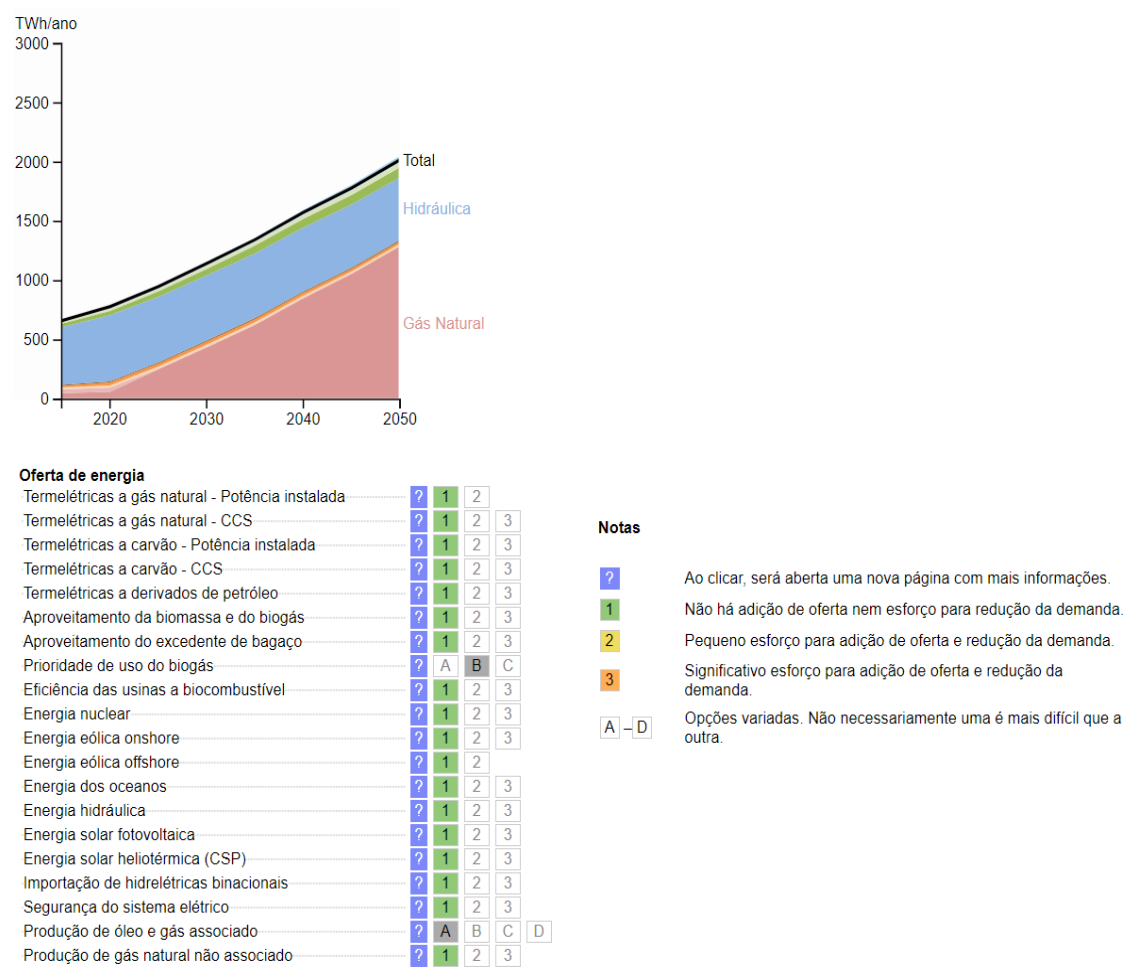 TWh/ano
3000
2500
2000
1500
1000
500
0
2020 2030 2040 2050
Total
Hidráulica
Gás Natural
Oferta de energia
Termelétricas a gás natural - Potência instalada ? 1 2
Termelétricas a gás natural - CCS ? 1 2 3
Termelétricas a carvão - Potência instalada ? 1 2 3
Termelétricas a carvão - CCS ? 1 2 3
Termelétricas a derivados de petróleo ? 1 2 3
Aproveitamento da biomassa e do biogás ? 1 2 3
Aproveitamento do excedente de bagaço ? 1 2 3
Prioridade de uso do biogás ? A B C
Eficiência das usinas a biocombustível ? 1 2 3
Energia nuclear ? 1 2 3
Energia eólica onshore ? 1 2 3
Energia eólica offshore ? 1 2
Energia dos oceanos ? 1 2 3
Energia hidráulica ? 1 2 3
Energia solar fotovoltaica ? 1 2 3
Energia solar heliotérmica (CSP) ? 1 2 3
Importação de hidrelétricas binacionais ? 1 2 3
Segurança do sistema elétrico ? 1 2 3
Produção de óleo e gás associado ? A B C D
Produção de gás natural não associado ? 1 2 3
Notas
? Ao clicar, será aberta uma nova página com mais informações.
1 Não há adição de oferta nem esforço para redução da demanda.
2 Pequeno esforço para adição de oferta e redução da demanda.
3 Significativo esforço para adição de oferta e redução da
demanda.
A – D Opções variadas. Não necessariamente uma é mais difícil que a
outra.